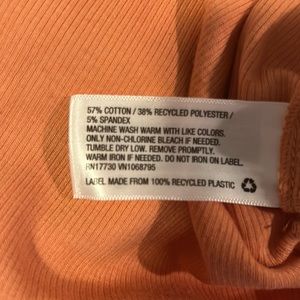 57% COTTON / 38% RECYCLED POLYESTER /
5% SPANDEX
MACHINE WASH WARM WITH LIKE COLORS.
ONLY NON-CHLORINE BLEACH IF NEEDED.
TUMBLE DRY LOW. REMOVE PROMPTLY.
WARM IRON IF NEEDED. DO NOT IRON ON LABEL.
RN17730 VN1068795
LABEL MADE FROM 100% RECYCLED PLASTIC